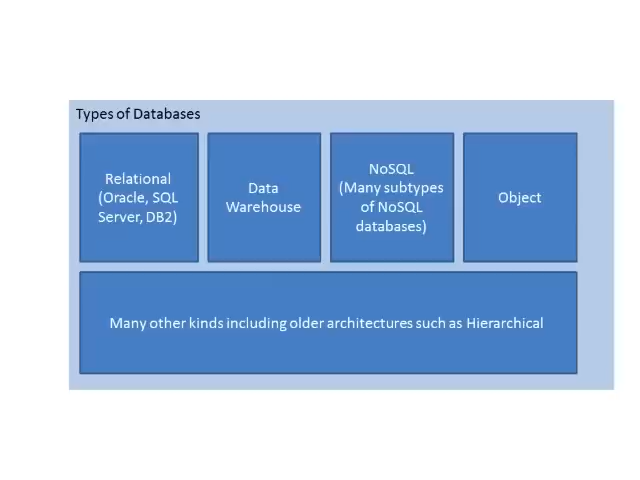 Types of Databases
Relational
(Oracle, SQL
Server, DB2)
Data
Warehouse
NoSQL
(Many subtypes
of NoSQL
databases)
Object
Many other kinds including older architectures such as Hierarchical